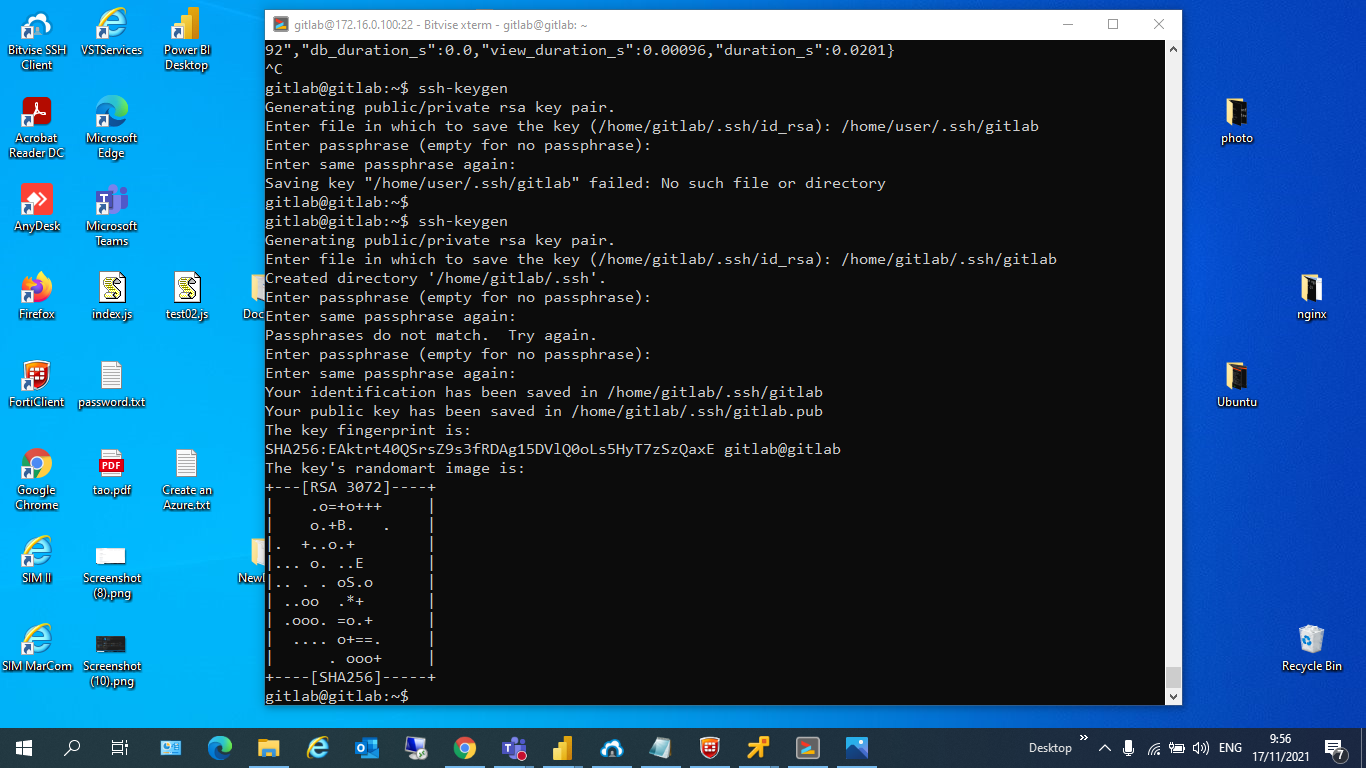 gitlab@172.16.0.100:22 - Bitvise xterm - gitlab@gitlab: ~
92","db_duration_s":0.0,"view_duration_s":0.00096,"duration_s":0.0201}
^C
gitlab@gitlab:~$ ssh-keygen
Generating public/private rsa key pair.
Enter file in which to save the key (/home/gitlab/.ssh/id_rsa): /home/user/.ssh/gitlab
Enter passphrase (empty for no passphrase):
Enter same passphrase again:
Saving key "/home/user/.ssh/gitlab" failed: No such file or directory
gitlab@gitlab:~$
gitlab@gitlab:~$ ssh-keygen
Generating public/private rsa key pair.
Enter file in which to save the key (/home/gitlab/.ssh/id_rsa): /home/gitlab/.ssh/gitlab
Created directory '/home/gitlab/.ssh'.
Enter passphrase (empty for no passphrase):
Enter same passphrase again:
Passphrases do not match.  Try again.
Enter passphrase (empty for no passphrase):
Enter same passphrase again:
Your identification has been saved in /home/gitlab/.ssh/gitlab
Your public key has been saved in /home/gitlab/.ssh/gitlab.pub
The key fingerprint is:
SHA256:EAktrt40QSrsZ9s3fRDAg15DVlQ0oLs5HyT7zSzQaxE gitlab@gitlab
The key's randomart image is:
+---[RSA 3072]----+
|    .o=+o+++     |
|    o.+B.   .    |
|.  +..o.+        |
|... o. ..E       |
|.. . . oS.o      |
| ..oo  .*+       |
| .ooo. =o.+      |
|  .... o+==.     |
|      . ooo+     |
+----[SHA256]-----+
gitlab@gitlab:~$
Bitvise SSH
Client
VSTServices
Power BI
Desktop
Acrobat
Reader DC
Microsoft
Edge
AnyDesk
Microsoft
Teams
Firefox
index.js
test02.js
Doc
FortiClient
password.txt
Google
Chrome
PDF
tao.pdf
Create an
Azure.txt
SIM II
Screenshot
(8).png
Newl
SIM MarCom
Screenshot
(10).png
photo
nginx
Ubuntu
Recycle Bin
Desktop
ENG
9:56
17/11/2021
7